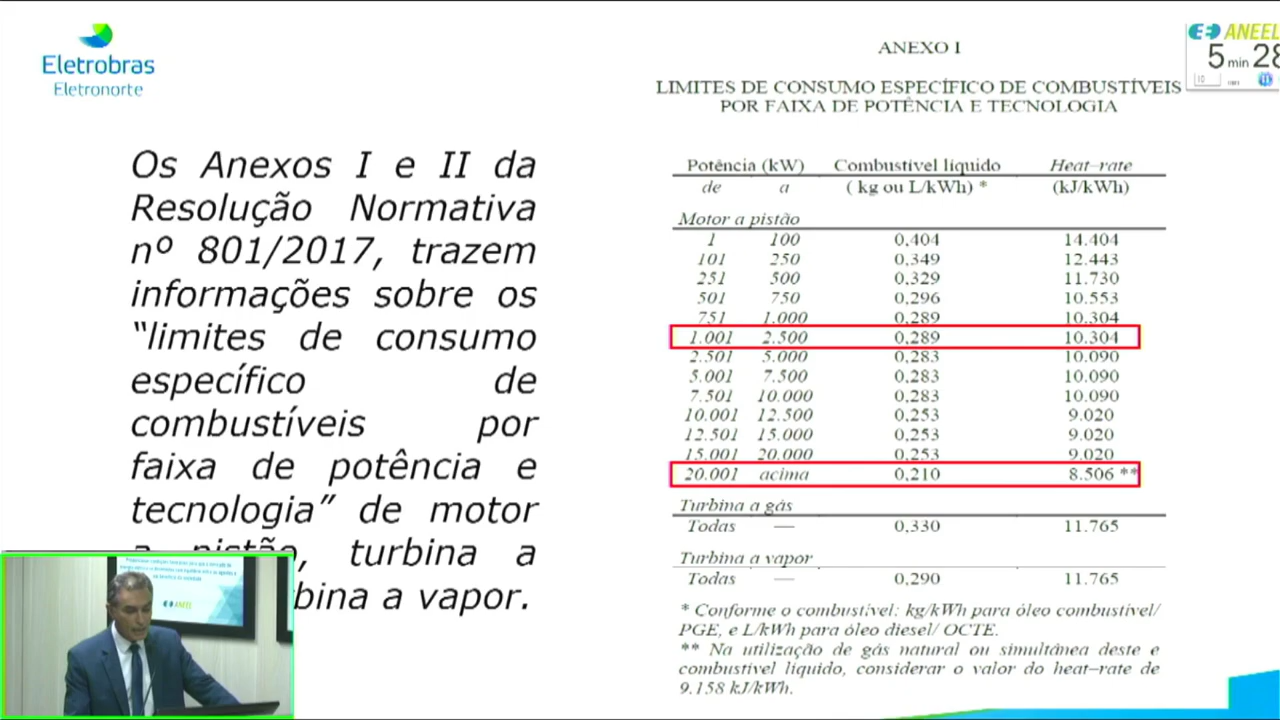 Eletrobras
Eletronorte
Os Anexos I e II da
Resolução Normativa
nº 801/2017, trazem
informações sobre os
“limites de consumo
específico de
combustíveis por
faixa de potência e
tecnologia” de motor
a pistão, turbina a
bina a vapor.
ANEXO I
LIMITES DE CONSUMO ESPECÍFICO DE COMBUSTÍVEIS
POR FAIXA DE POTÊNCIA E TECNOLOGIA
Potência (kW) Combustível líquido Heat–rate
de a ( kg ou L/kWh) * (kJ/kWh)
Motor a pistão
1 100 0,404 14.404
101 250 0,349 12.443
251 500 0,329 11.730
501 750 0,296 10.553
751 1.000 0,289 10.304
1.001 2.500 0,289 10.304
2.501 5.000 0,283 10.090
5.001 7.500 0,283 10.090
7.501 10.000 0,283 10.090
10.001 12.500 0,253 9.020
12.501 15.000 0,253 9.020
15.001 20.000 0,253 9.020
20.001 acima 0,210 8.506 **
Turbina a gás
Todas — 0,330 11.765
Turbina a vapor
Todas — 0,290 11.765
* Conforme o combustível: kg/kWh para óleo combustível/
PGE, e L/kWh para óleo diesel/ OCTE.
** Na utilização de gás natural ou simultânea deste e
combustível líquido, considerar o valor do heat–rate de
9.158 kJ/kWh.
ANEEL
5 min 28
ANEEL